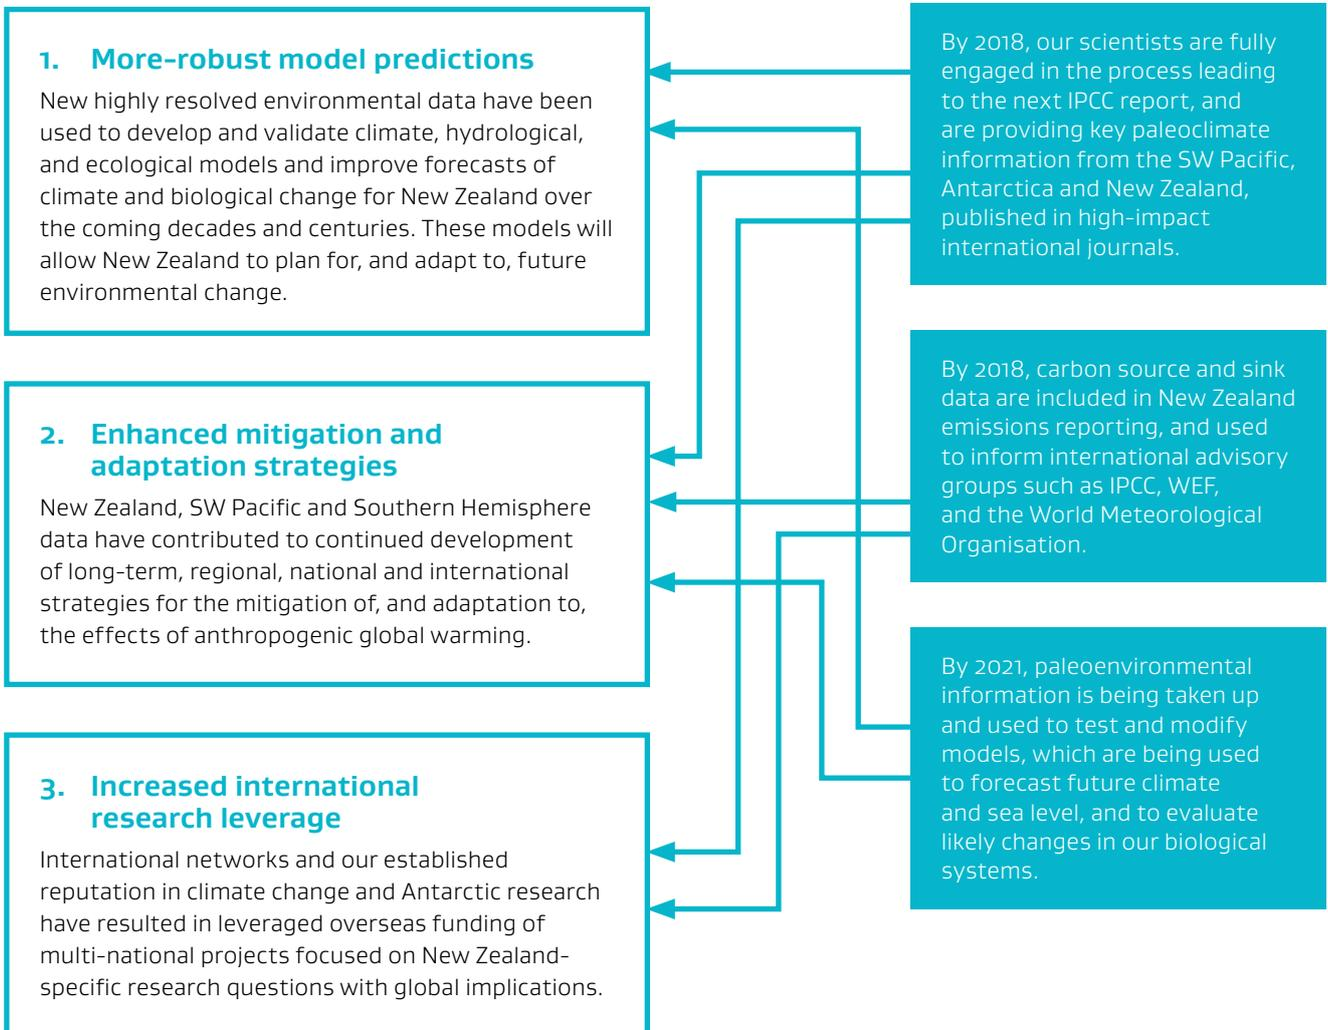 1. More-robust model predictions
New highly resolved environmental data have been
used to develop and validate climate, hydrological,
and ecological models and improve forecasts of
climate and biological change for New Zealand over
the coming decades and centuries. These models will
allow New Zealand to plan for, and adapt to, future
environmental change.
2. Enhanced mitigation and
adaptation strategies
New Zealand, SW Pacific and Southern Hemisphere
data have contributed to continued development
of long-term, regional, national and international
strategies for the mitigation of, and adaptation to,
the effects of anthropogenic global warming.
3. Increased international
research leverage
International networks and our established
reputation in climate change and Antarctic research
have resulted in leveraged overseas funding of
multi-national projects focused on New Zealand-
specific research questions with global implications.
By 2018, our scientists are fully
engaged in the process leading
to the next IPCC report, and
are providing key paleoclimate
information from the SW Pacific,
Antarctica and New Zealand,
published in high-impact
international journals.
By 2018, carbon source and sink
data are included in New Zealand
emissions reporting, and used
to inform international advisory
groups such as IPCC, WEF,
and the World Meteorological
Organisation.
By 2021, paleoenvironmental
information is being taken up
and used to test and modify
models, which are being used
to forecast future climate
and sea level, and to evaluate
likely changes in our biological
systems.